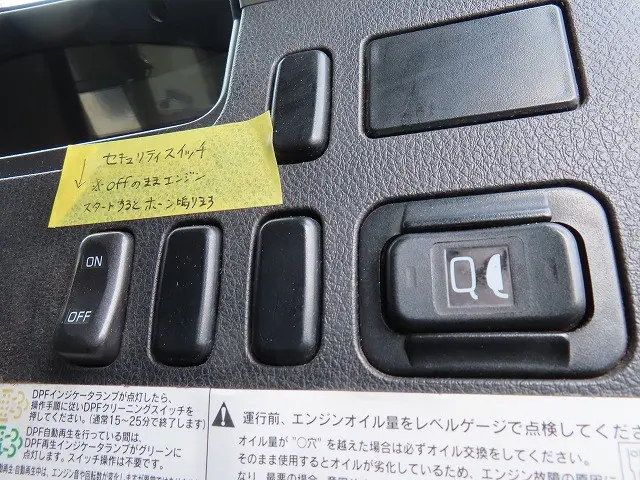 ↓ セキュリティスイッチ
※offのままエンジン
スタートするとホーン鳴ります
ON
OFF
DPFインジケータランプが点灯したら、
操作手順に従いDPFクリーニングスイッチを
押してください。(通常15~25分で終了します)
DPF自動再生を行っている間は、
DPF再生インジケータランプがグリーンに
点灯します。スイッチ操作は不要です。
運行前、エンジンオイル量をレベルゲージで点検してくださ
オイル量が"○穴"を越えた場合は必ずオイル交換をしてください。
そのまま使用するとオイルが劣化しているため、エンジン故障の原因に